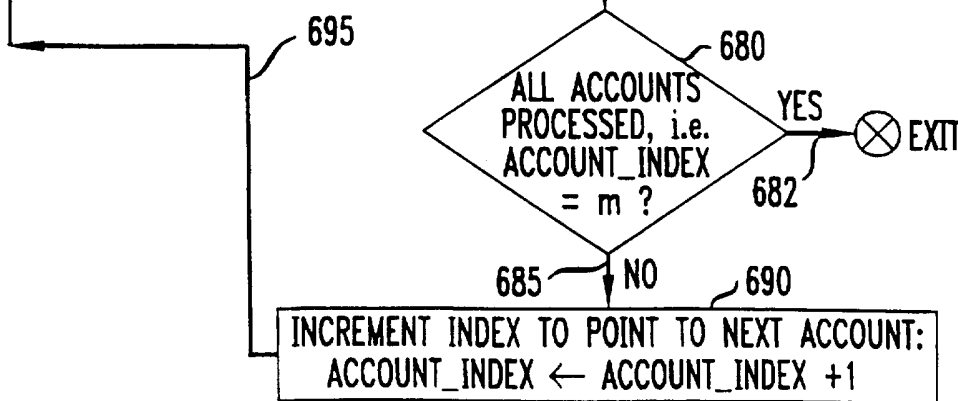 695
680
ALL ACCOUNTS
PROCESSED, i.e.
ACCOUNT_INDEX
= m ?
YES
EXIT
682
685
NO
690
INCREMENT INDEX TO POINT TO NEXT ACCOUNT:
ACCOUNT_INDEX ← ACCOUNT_INDEX +1